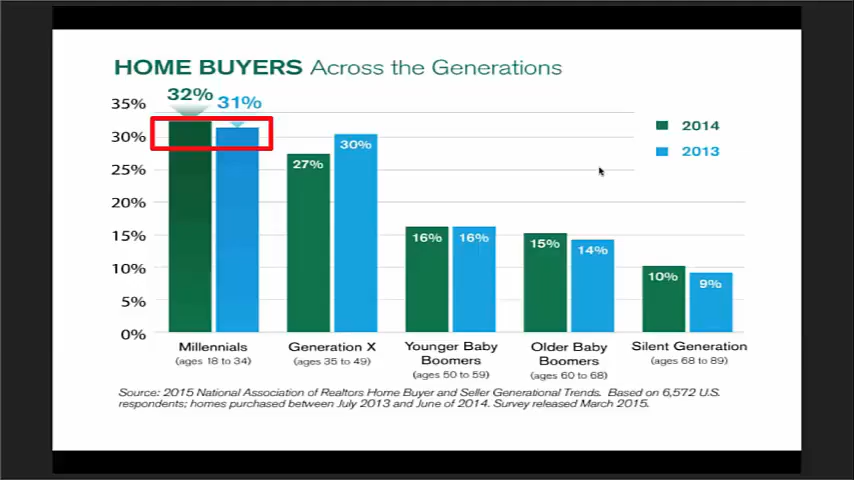 HOME BUYERS Across the Generations
32%
31%
35%
30%
25%
20%
15%
10%
5%
0%
2014
2013
27%
30%
16%
16%
15%
14%
10%
9%
Millennials
(ages 18 to 34)
Generation X
(ages 35 to 49)
Younger Baby
Boomers
(ages 50 to 59)
Older Baby
Boomers
(ages 60 to 68)
Silent Generation
(ages 68 to 89)
Source: 2015 National Association of Realtors Home Buyer and Seller Generational Trends. Based on 6,572 U.S.
respondents; homes purchased between July 2013 and June of 2014. Survey released March 2015.